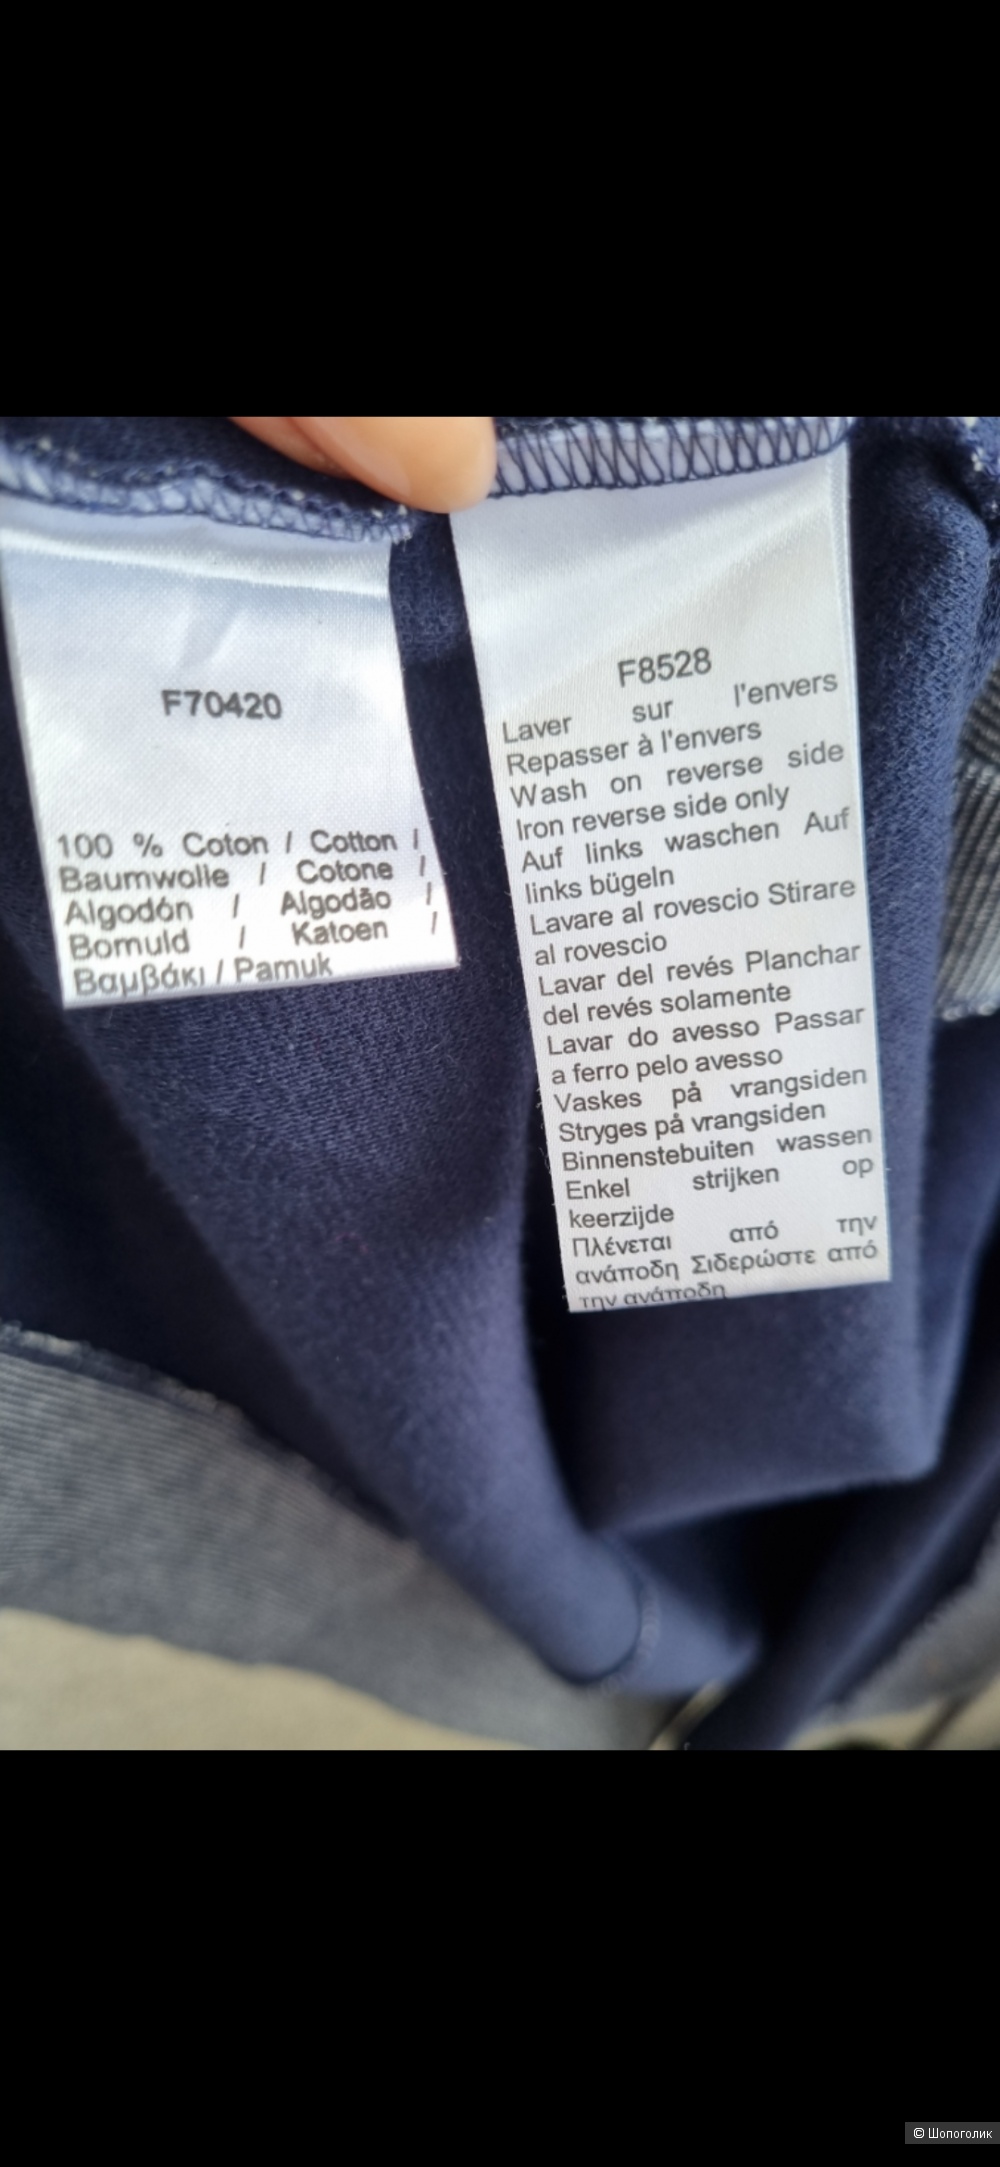 F70420
100 % Coton / Cotton /
Baumwolle / Cotone /
Algodón / Algodão /
Bomuld / Katoen /
Βαμβάκι / Pamuk
F8528
Laver sur l'envers
Repasser à l'envers
Wash on reverse side
Iron reverse side only
Auf links waschen Auf
links bügeln
Lavare al rovescio Stirare
al rovescio
Lavar del revés Planchar
del revés solamente
Lavar do avesso Passar
a ferro pelo avesso
Vaskes på vrangsiden
Stryges på vrangsiden
Binnenstebuiten wassen
Enkel strijken op
keerzijde
Πλένεται από την
ανάποδη Σιδερώστε από
την ανάποδη
© Шопоголик